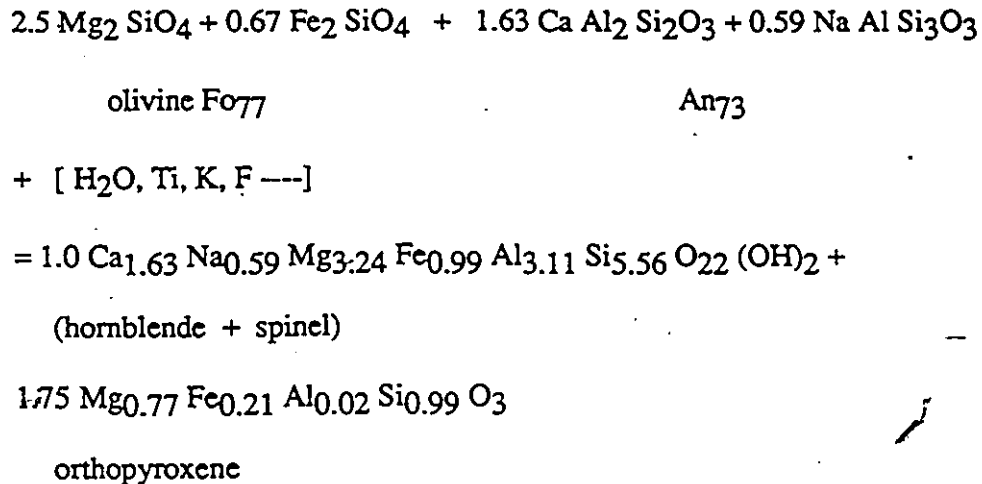 2.5 Mg2 SiO4 + 0.67 Fe2 SiO4 + 1.63 Ca Al2 Si2O3 + 0.59 Na Al Si3O3
olivine Fo77 An73
+ [ H2O, Ti, K, F ----]
= 1.0 Ca1.63 Na0.59 Mg3.24 Fe0.99 Al3.11 Si5.56 O22 (OH)2 +
(hornblende + spinel)
1.75 Mg0.77 Fe0.21 Al0.02 Si0.99 O3
orthopyroxene